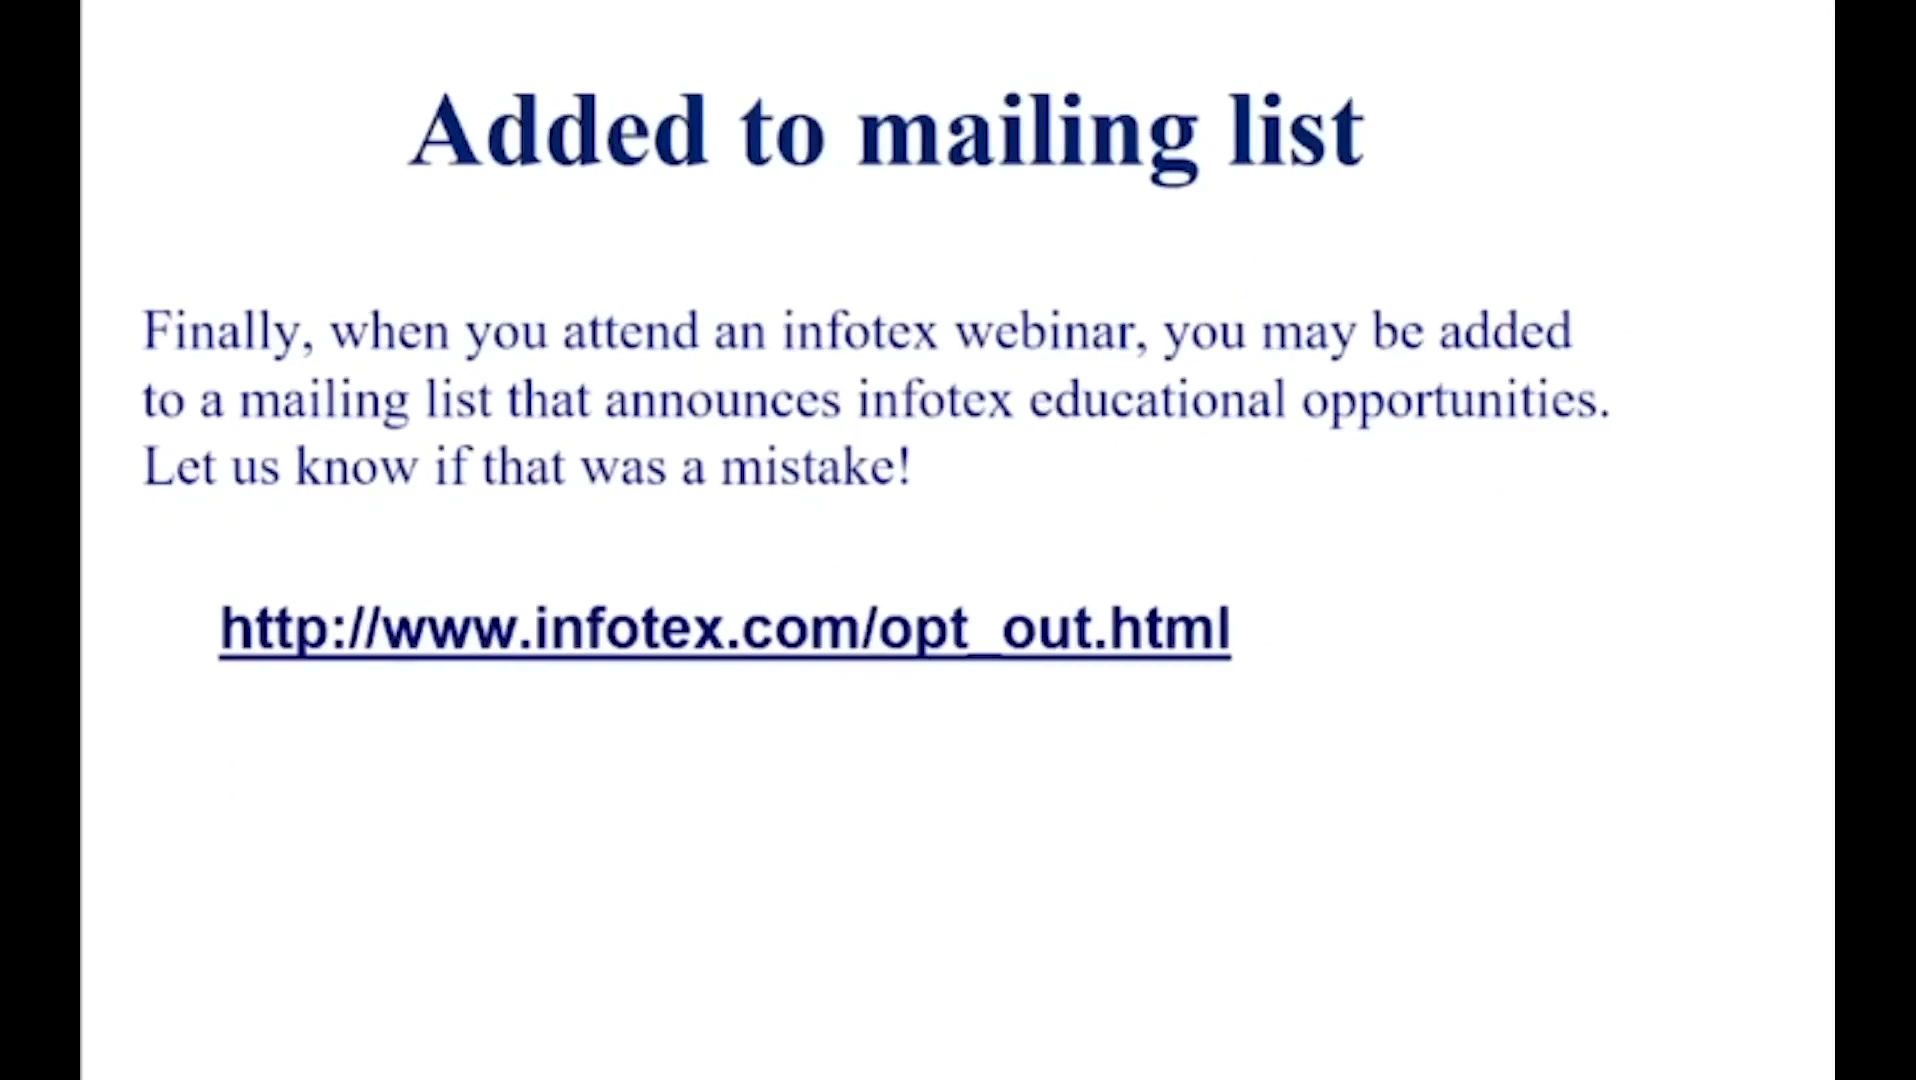 Added to mailing list
Finally, when you attend an infotex webinar, you may be added
to a mailing list that announces infotex educational opportunities.
Let us know if that was a mistake!
http://www.infotex.com/opt_out.html